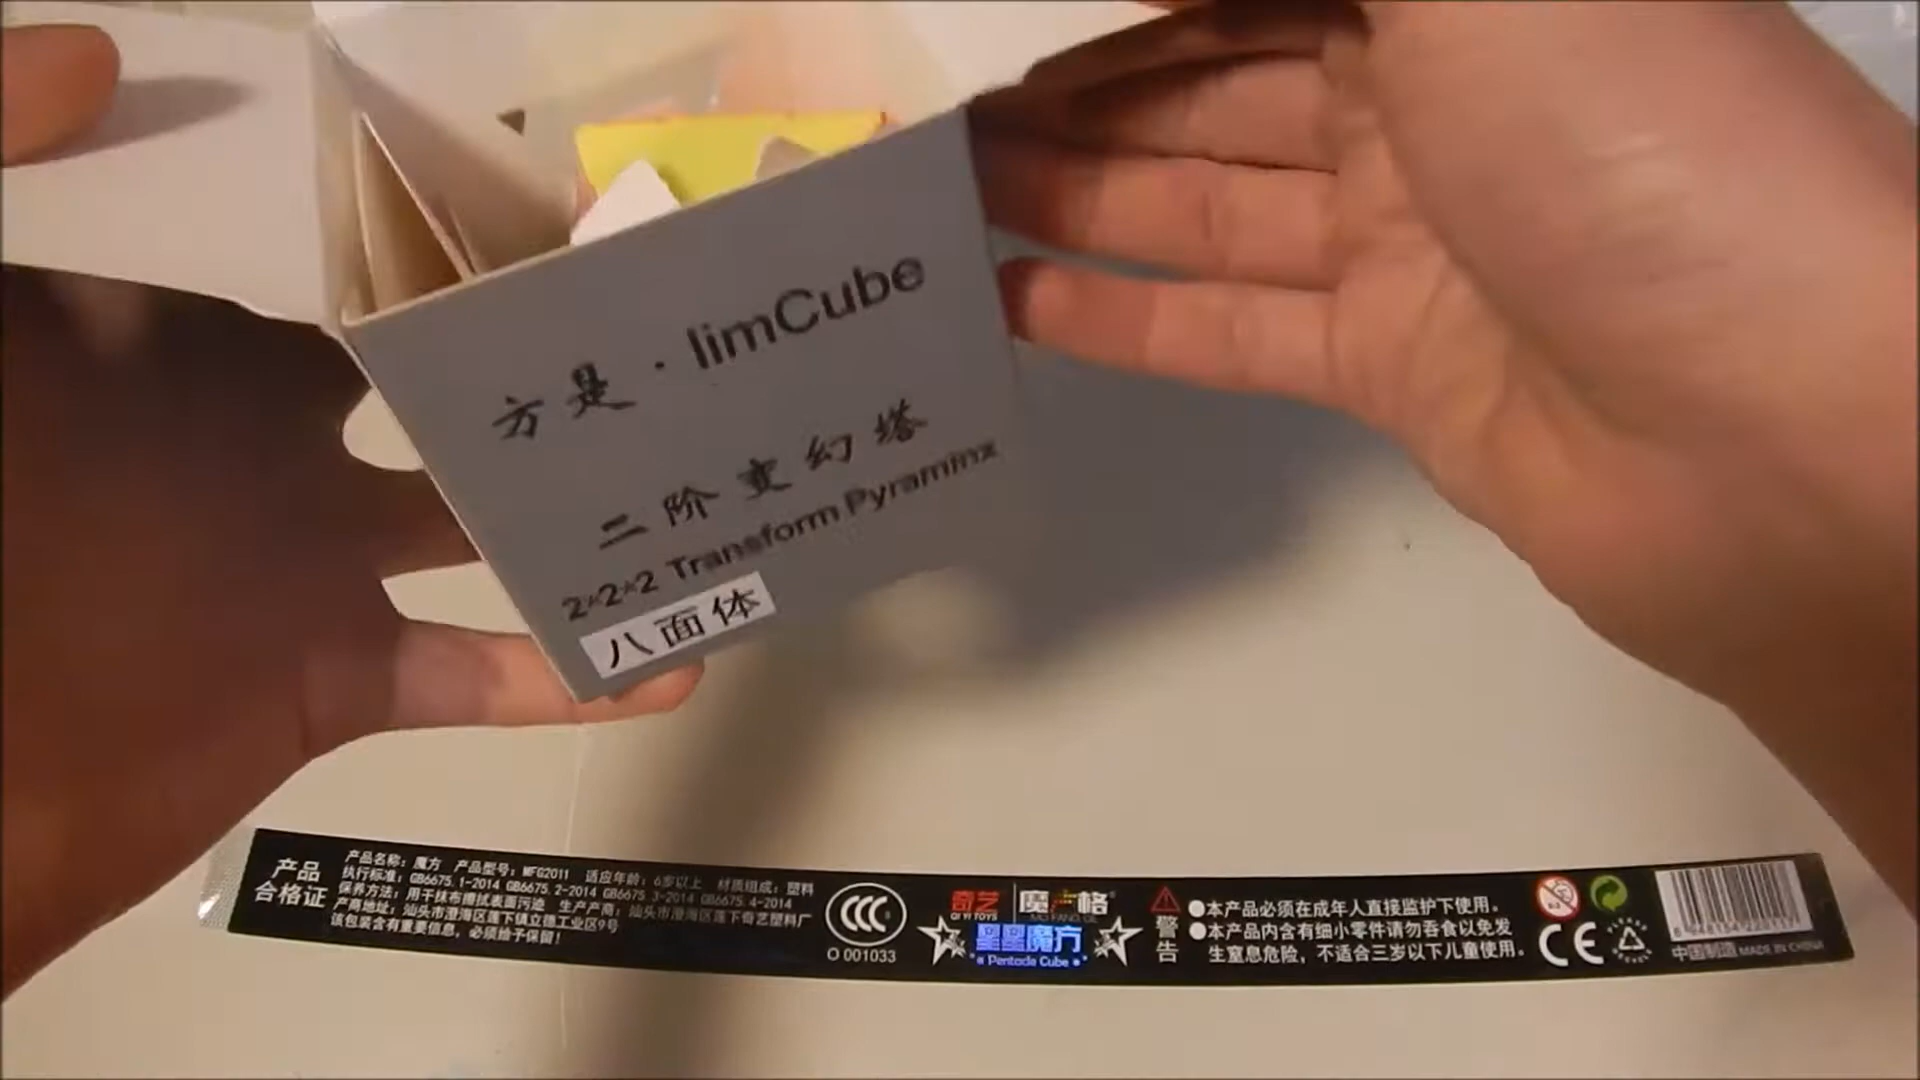 方是·limCube
二阶变幻塔
2*2*2 Transform Pyraminx
八面体
产品
合格证
产品名称：魔方 产品型号：MFG2011 适应年龄：6岁以上 材质组成：塑料
执行标准：GB6675.1-2014 GB6675.2-2014 GB6675.3-2014 GB6675.4-2014
保养方法：用干抹布擦拭表面污迹 生产产商：汕头市澄海区莲下奇艺塑料厂
产商地址：汕头市澄海区莲下镇立德工业区9号
该包装含有重要信息，必须给予保留！
CCC
O 001033
奇艺
QI YI TOYS
魔方格
MO FANG GE
星星魔方
Pentacle Cube
警告
●本产品必须在成年人直接监护下使用。
●本产品内含有细小零件请勿吞食以免发
生窒息危险，不适合三岁以下儿童使用。
0-3
CE
PLEASE
RECYCLE
中国制造 MADE IN CHINA